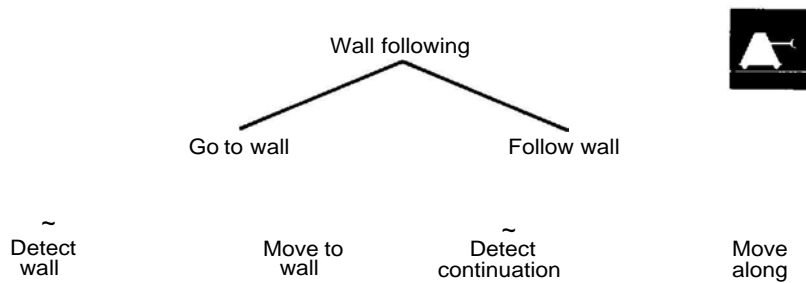 Wall following
Go to wall
Follow wall
~
~
Detect
wall
Move to
wall
Detect
continuation
Move
along